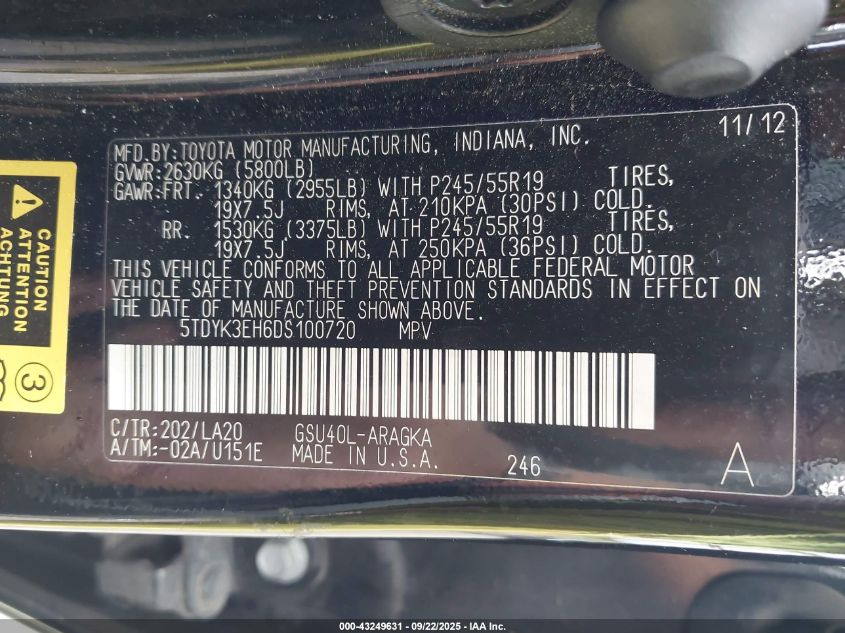 11/12
MFD.BY:TOYOTA MOTOR MANUFACTURING, INDIANA, INC.
GVWR:2630KG (5800LB)
GAWR:FRT. 1340KG (2955LB) WITH P245/55R19 TIRES,
19X7.5J RIMS, AT 210KPA (30PSI) COLD.
RR. 1530KG (3375LB) WITH P245/55R19 TIRES,
19X7.5J RIMS, AT 250KPA (36PSI) COLD.
THIS VEHICLE CONFORMS TO ALL APPLICABLE FEDERAL MOTOR
VEHICLE SAFETY AND THEFT PREVENTION STANDARDS IN EFFECT ON
THE DATE OF MANUFACTURE SHOWN ABOVE.
5TDYK3EH6DS100720 MPV
C/TR:202/LA20 GSU40L-ARAGKA
A/TM:-02A/U151E MADE IN U.S.A. 246 A
CAUTION
ATTENTION
ACHTUNG
3
000-43249631 - 09/22/2025 - IAA Inc.